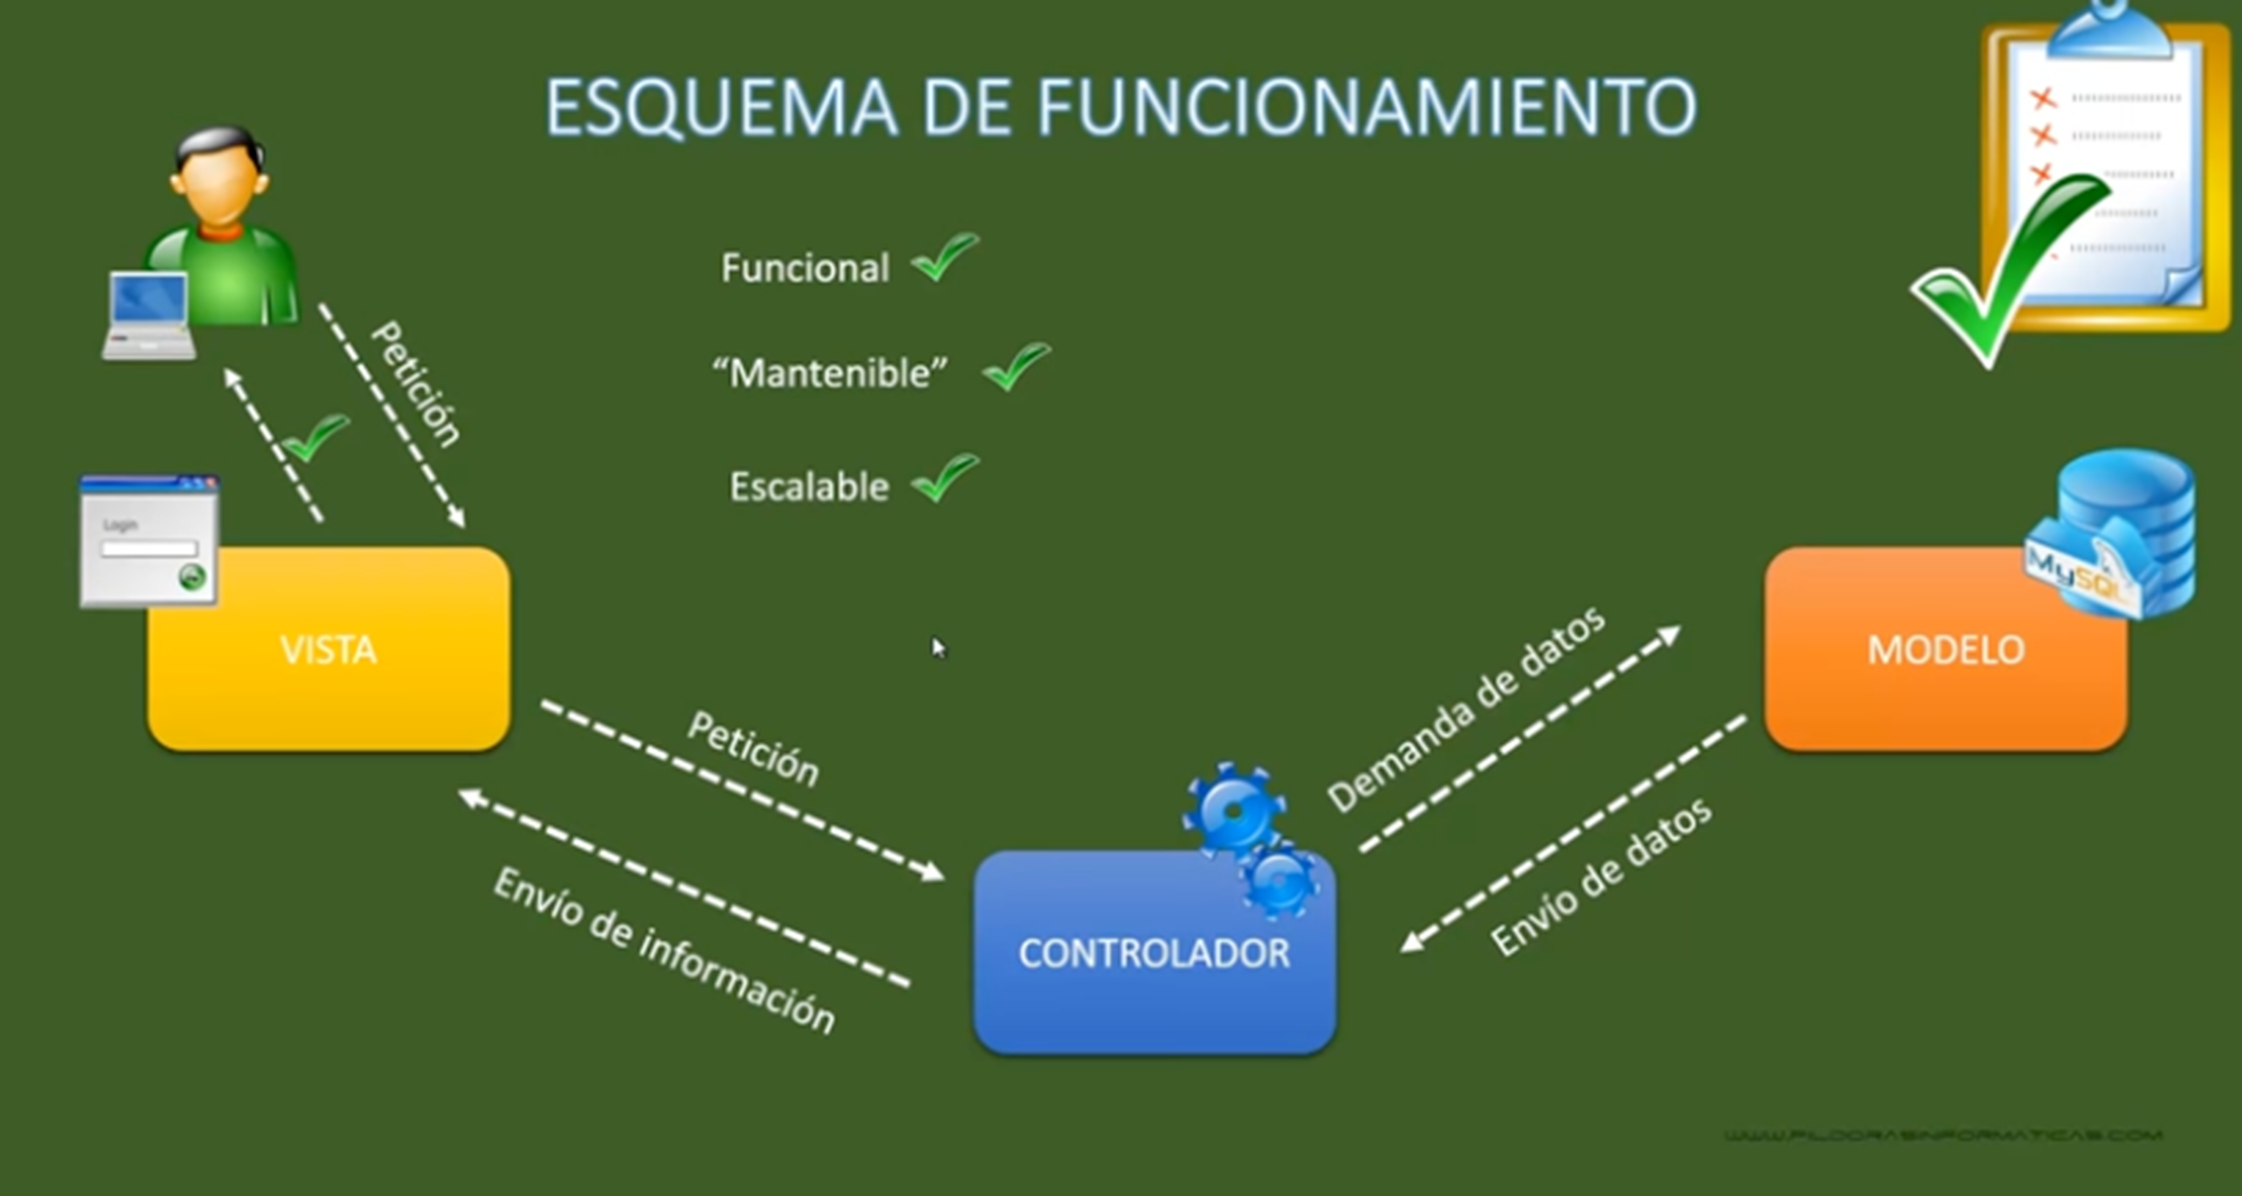 ESQUEMA DE FUNCIONAMIENTO
Funcional
“Mantenible”
Escalable
Petición
Login
VISTA
MySQL
MODELO
Petición
Envío de información
CONTROLADOR
Demanda de datos
Envío de datos
WWW.PILDORASINFORMATICAS.COM